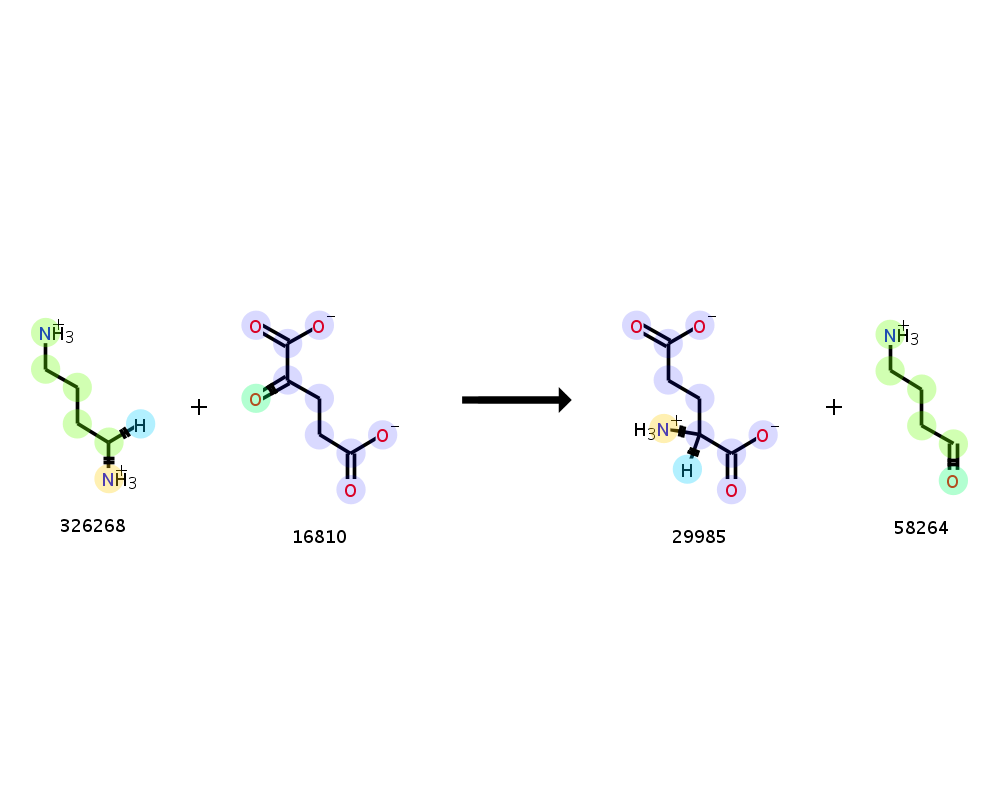 NH3+
H
NH3+
326268
+
O
O−
O
O−
O
16810
O
O−
H3N+
H
O−
O
29985
+
NH3+
O
58264